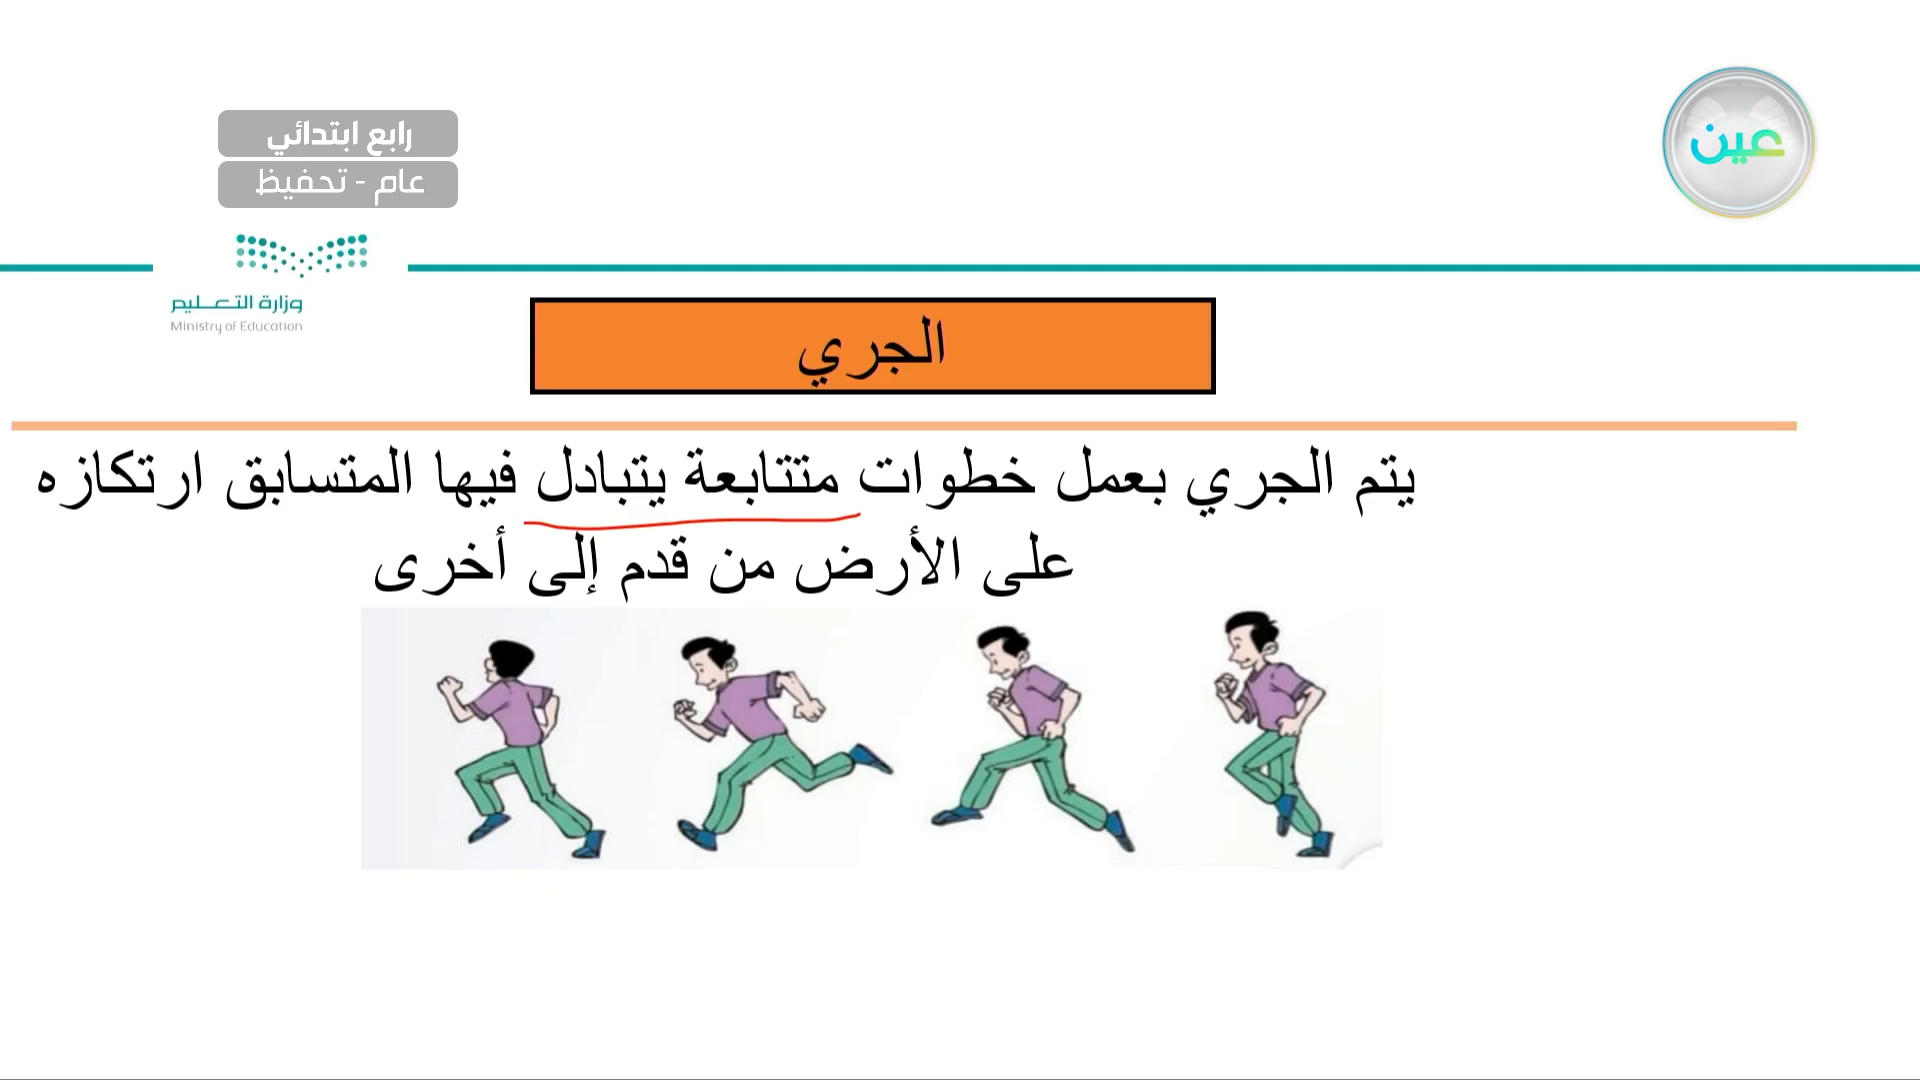 عين
رابع ابتدائي
عام - تحفيظ
وزارة التعليم
Ministry of Education
الجري
يتم الجري بعمل خطوات متتابعة يتبادل فيها المتسابق ارتكازه
على الأرض من قدم إلى أخرى